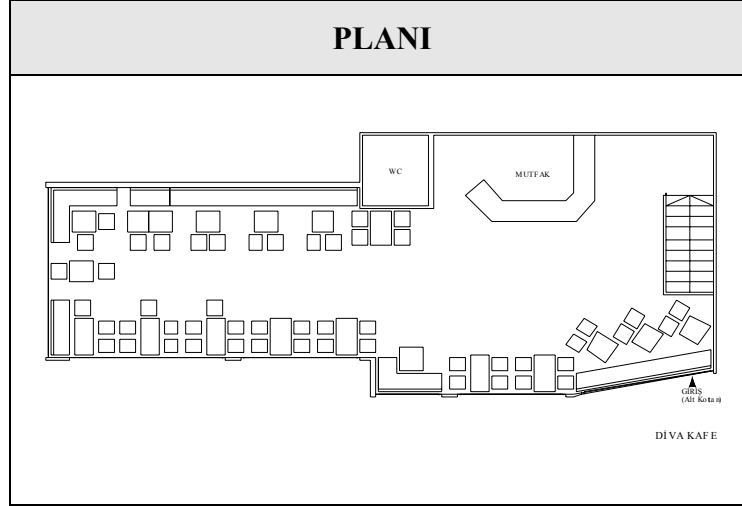 PLANI
WC
MUTFAK
GİRİŞ
(Alt Kottan)
DİVA KAFE